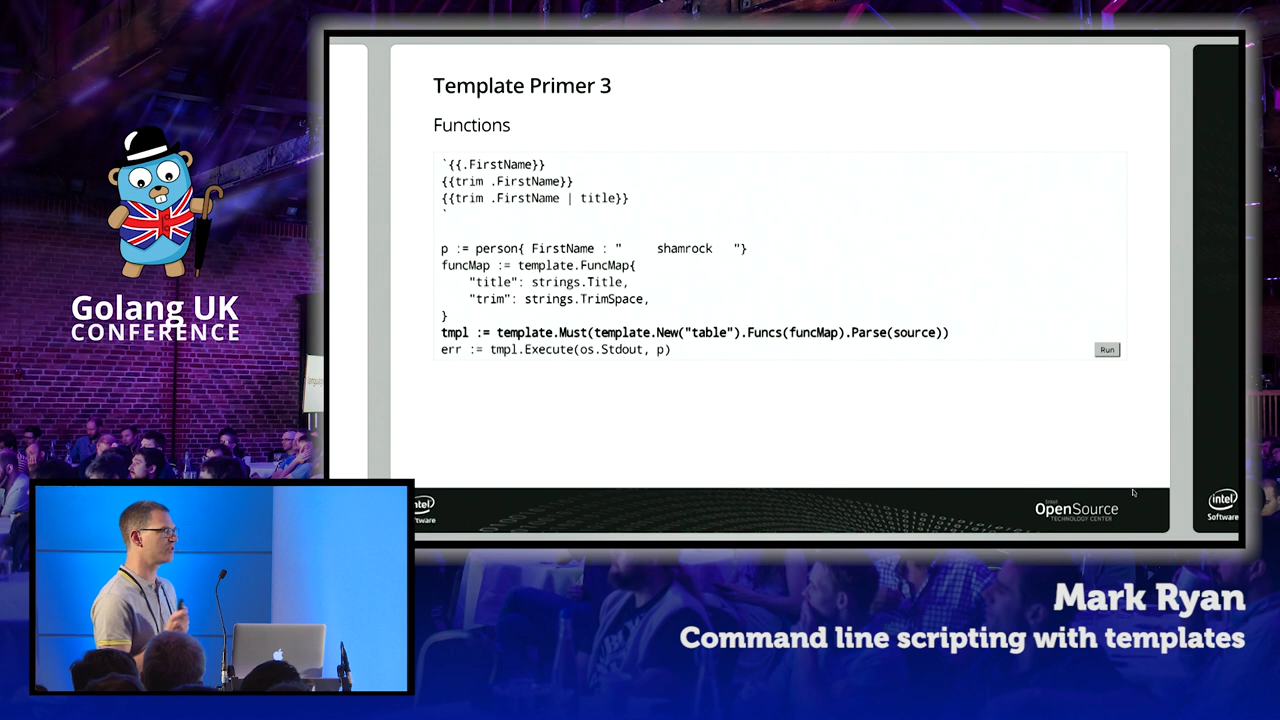 Template Primer 3
Functions
`{{.FirstName}}
{{trim .FirstName}}
{{trim .FirstName | title}}
`
p := person{ FirstName : "     shamrock   "}
funcMap := template.FuncMap{
    "title": strings.Title,
    "trim": strings.TrimSpace,
}
tmpl := template.Must(template.New("table").Funcs(funcMap).Parse(source))
err := tmpl.Execute(os.Stdout, p)
Run
Golang UK
CONFERENCE
intel
Intel
OpenSource
TECHNOLOGY CENTER
intel
Software
Mark Ryan
Command line scripting with templates